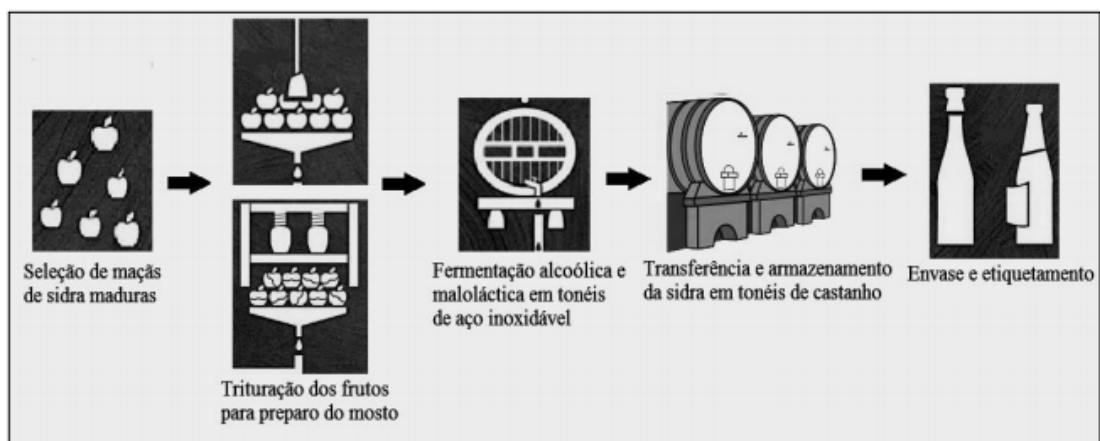 Seleção de maçãs
de sidra maduras
Trituração dos frutos
para preparo do mosto
Fermentação alcoólica e
maloláctica em tonéis
de aço inoxidável
Transferência e armazenamento
da sidra em tonéis de castanho
Envase e etiquetamento